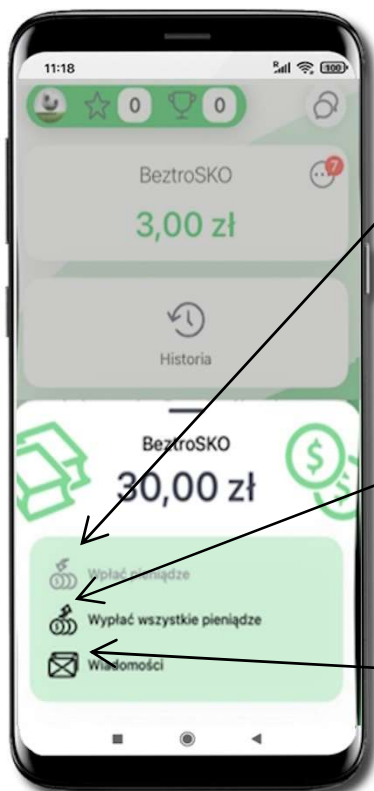 11:18
R
100
0
0
BeztroSKO
7
3,00 zł
Historia
BeztroSKO
30,00 zł
Wpłać pieniądze
Wypłać wszystkie pieniądze
Wiadomości